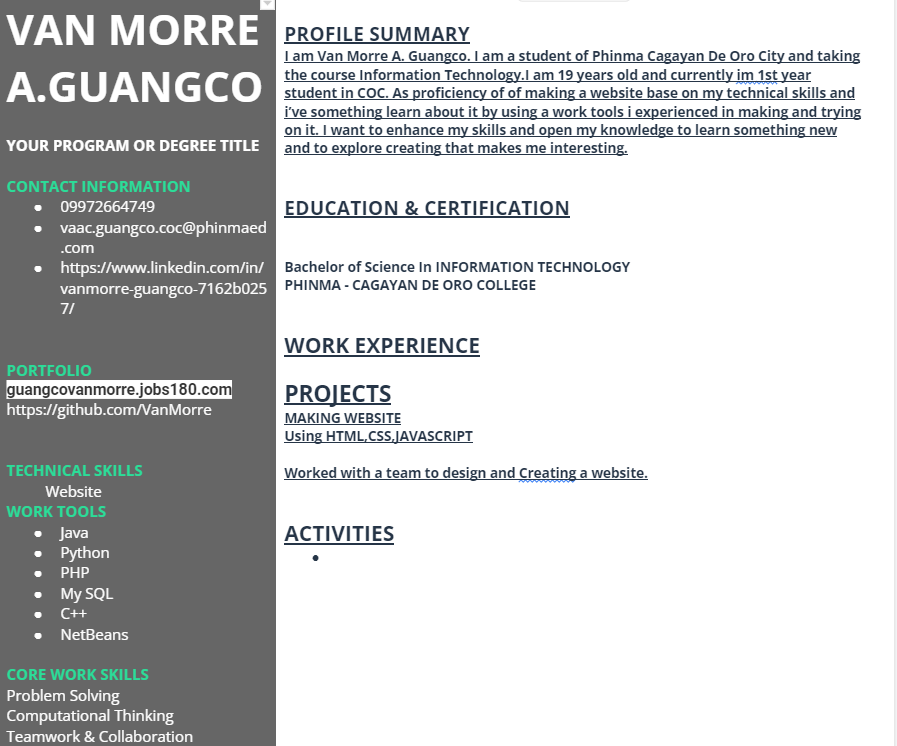 VAN MORRE
A.GUANGCO
YOUR PROGRAM OR DEGREE TITLE
CONTACT INFORMATION
● 09972664749
● vaac.guangco.coc@phinmaed
.com
● https://www.linkedin.com/in/
vanmorre-guangco-7162b025
7/
PORTFOLIO
guangcovanmorre.jobs180.com
https://github.com/VanMorre
TECHNICAL SKILLS
Website
WORK TOOLS
● Java
● Python
● PHP
● My SQL
● C++
● NetBeans
CORE WORK SKILLS
Problem Solving
Computational Thinking
Teamwork & Collaboration
PROFILE SUMMARY
I am Van Morre A. Guangco. I am a student of Phinma Cagayan De Oro City and taking
the course Information Technology.I am 19 years old and currently im 1st year
student in COC. As proficiency of of making a website base on my technical skills and
i've something learn about it by using a work tools i experienced in making and trying
on it. I want to enhance my skills and open my knowledge to learn something new
and to explore creating that makes me interesting.
EDUCATION & CERTIFICATION
Bachelor of Science In INFORMATION TECHNOLOGY
PHINMA - CAGAYAN DE ORO COLLEGE
WORK EXPERIENCE
PROJECTS
MAKING WEBSITE
Using HTML,CSS,JAVASCRIPT
Worked with a team to design and Creating a website.
ACTIVITIES
●